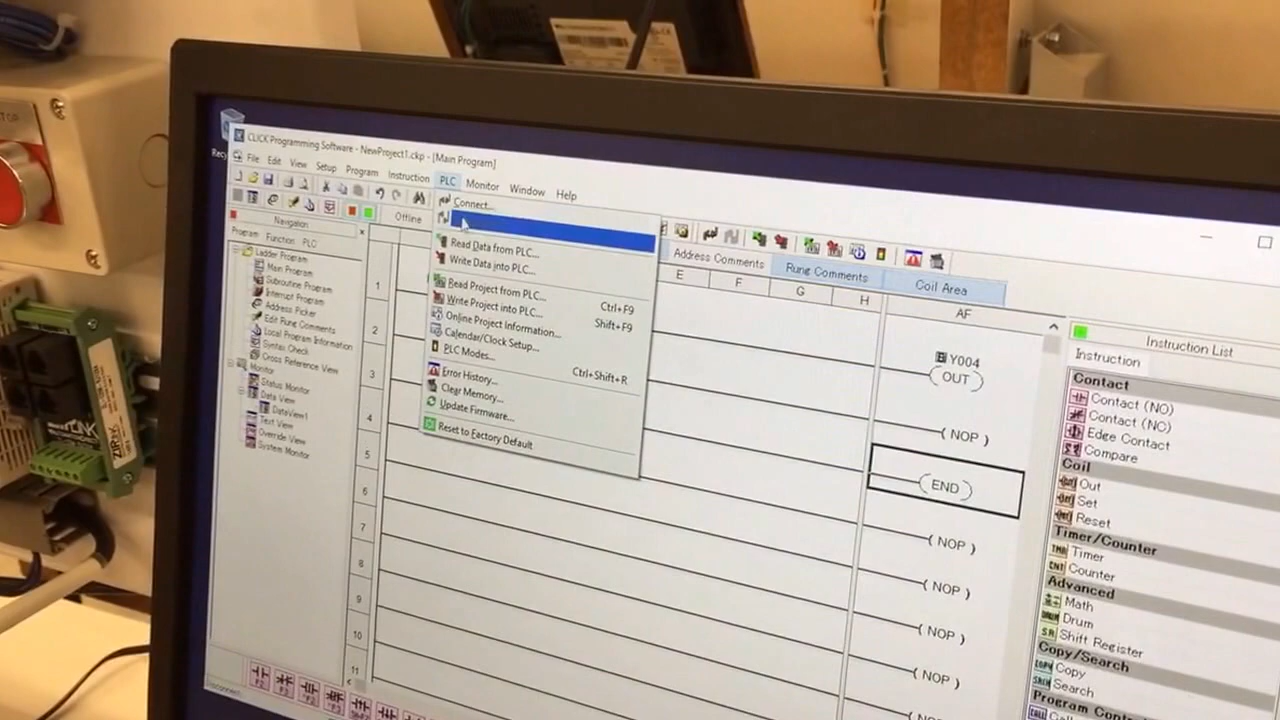 CLICK Programming Software - NewProject1.ckp - [Main Program]
File Edit View Setup Program Instruction PLC Monitor Window Help
Offline
Navigation
Program Function PLC
Ladder Program
Main Program
Subroutine Program
Interrupt Program
Address Picker
Edit Rung Comments
Local Program Information
Syntax Check
Cross Reference View
Monitor
Status Monitor
Data View
DataView1
Text View
Override View
System Monitor
Connect...
Read Data from PLC...
Write Data into PLC...
Read Project from PLC... Ctrl+F9
Write Project into PLC... Shift+F9
Online Project Information...
Calendar/Clock Setup...
PLC Modes... Ctrl+Shift+R
Error History...
Clear Memory...
Update Firmware...
Reset to Factory Default
Address Comments Rung Comments Coil Area
E F G H AF
1
2
3
4
5
6
7
8
9
10
11
Y004
OUT
NOP
END
NOP
NOP
NOP
NOP
NOP
Instruction List
Instruction
Contact
Contact (NO)
Contact (NC)
Edge Contact
Compare
Coil
Out
Set
Reset
Timer/Counter
TMR Timer
CNT Counter
Advanced
Math
Drum
SR Shift Register
Copy/Search
COPY Copy
Search
CALL